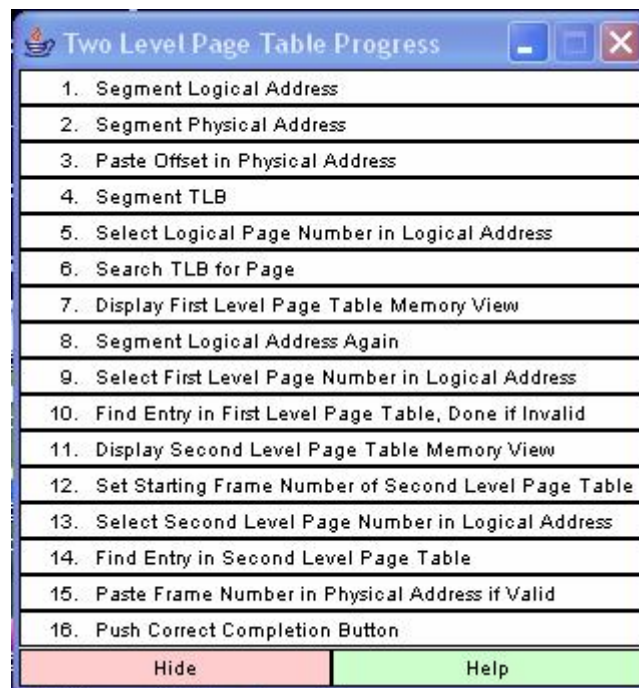 Two Level Page Table Progress
1. Segment Logical Address
2. Segment Physical Address
3. Paste Offset in Physical Address
4. Segment TLB
5. Select Logical Page Number in Logical Address
6. Search TLB for Page
7. Display First Level Page Table Memory View
8. Segment Logical Address Again
9. Select First Level Page Number in Logical Address
10. Find Entry in First Level Page Table, Done if Invalid
11. Display Second Level Page Table Memory View
12. Set Starting Frame Number of Second Level Page Table
13. Select Second Level Page Number in Logical Address
14. Find Entry in Second Level Page Table
15. Paste Frame Number in Physical Address if Valid
16. Push Correct Completion Button
Hide Help